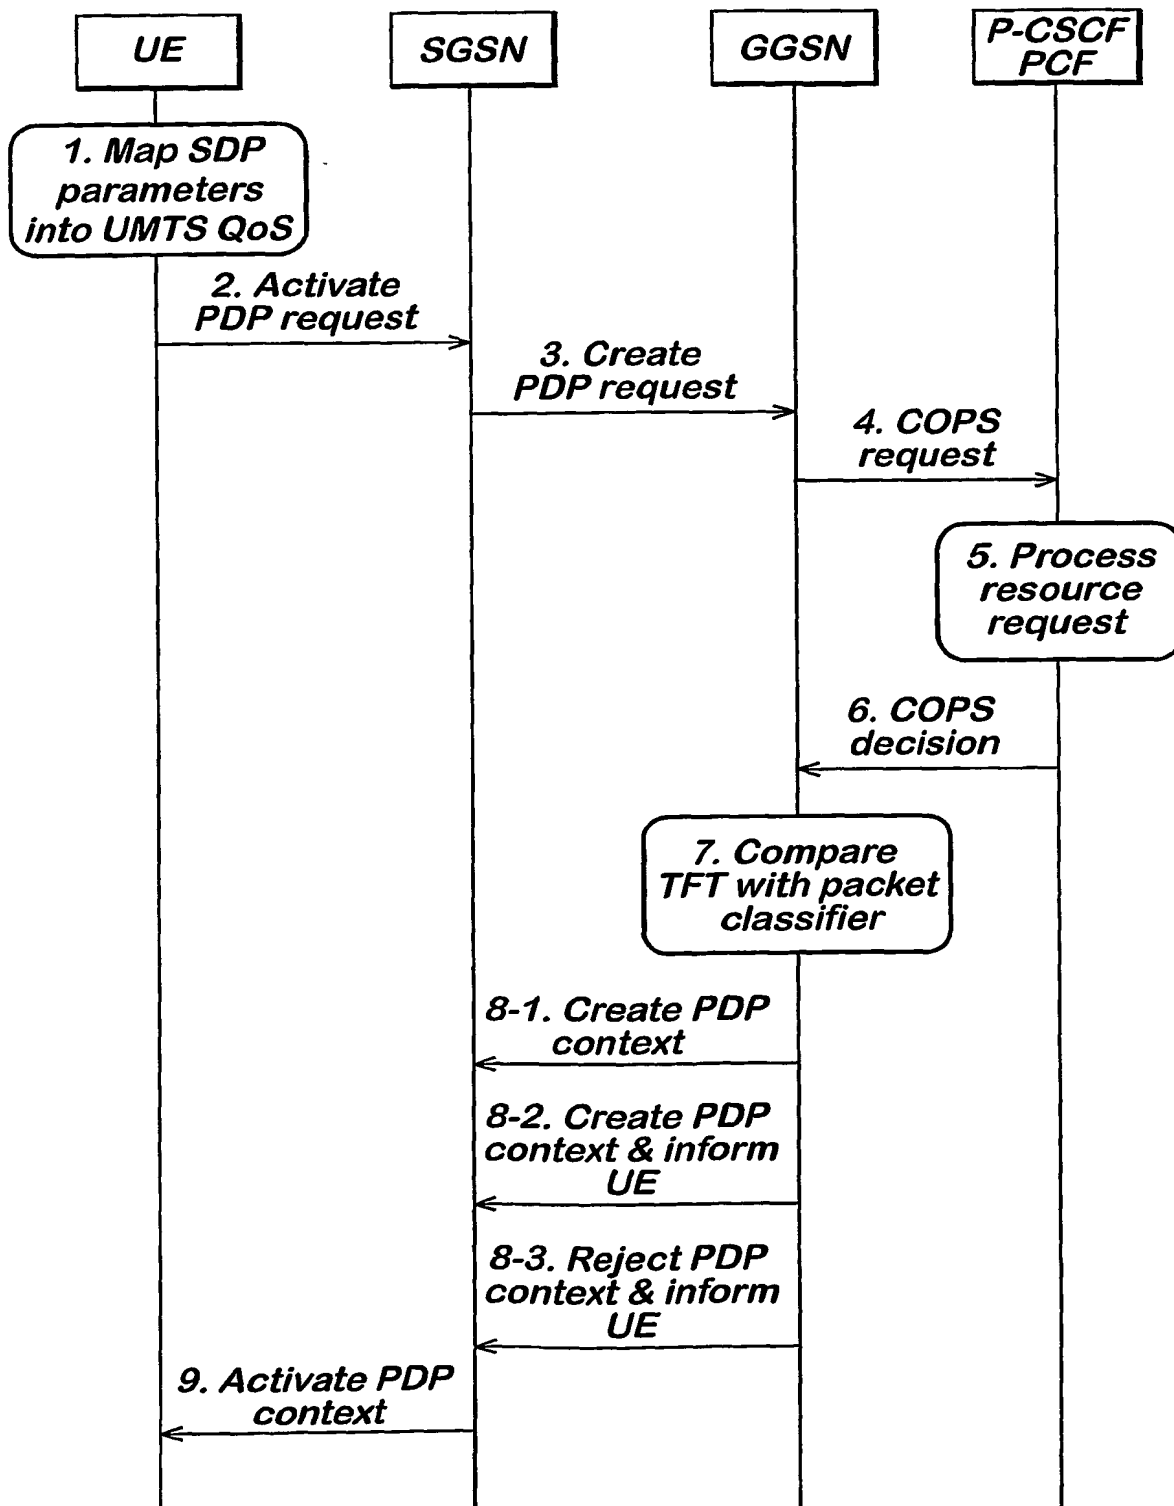 UE
SGSN
GGSN
P-CSCF
PCF
1. Map SDP
parameters
into UMTS QoS
2. Activate
PDP request
3. Create
PDP request
4. COPS
request
5. Process
resource
request
6. COPS
decision
7. Compare
TFT with packet
classifier
8-1. Create PDP
context
8-2. Create PDP
context & inform
UE
8-3. Reject PDP
context & inform
UE
9. Activate PDP
context